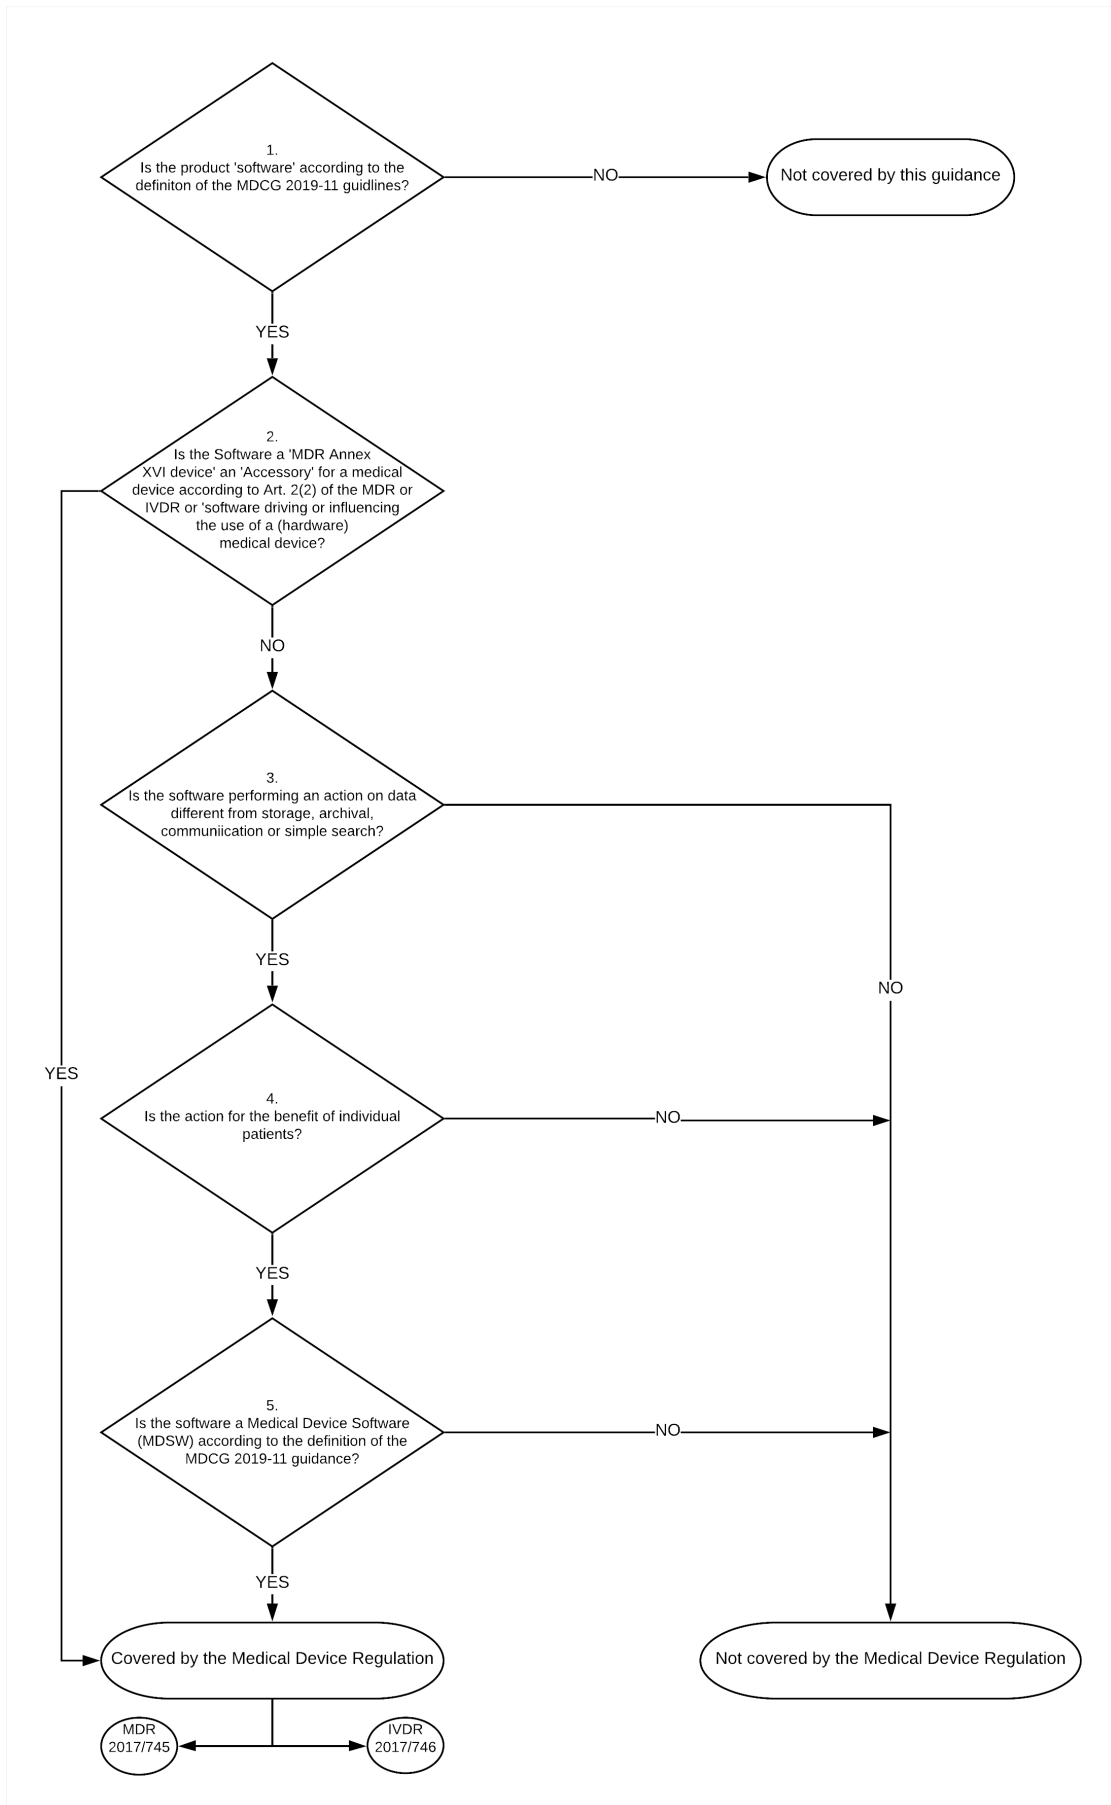 1.
Is the product 'software' according to the
definiton of the MDCG 2019-11 guidlines?
NO
Not covered by this guidance
YES
2.
Is the Software a 'MDR Annex
XVI device' an 'Accessory' for a medical
device according to Art. 2(2) of the MDR or
IVDR or 'software driving or influencing
the use of a (hardware)
medical device?
NO
3.
Is the software performing an action on data
different from storage, archival,
communiication or simple search?
YES
NO
YES
4.
Is the action for the benefit of individual
patients?
NO
YES
5.
Is the software a Medical Device Software
(MDSW) according to the definition of the
MDCG 2019-11 guidance?
NO
YES
Covered by the Medical Device Regulation
Not covered by the Medical Device Regulation
MDR
2017/745
IVDR
2017/746